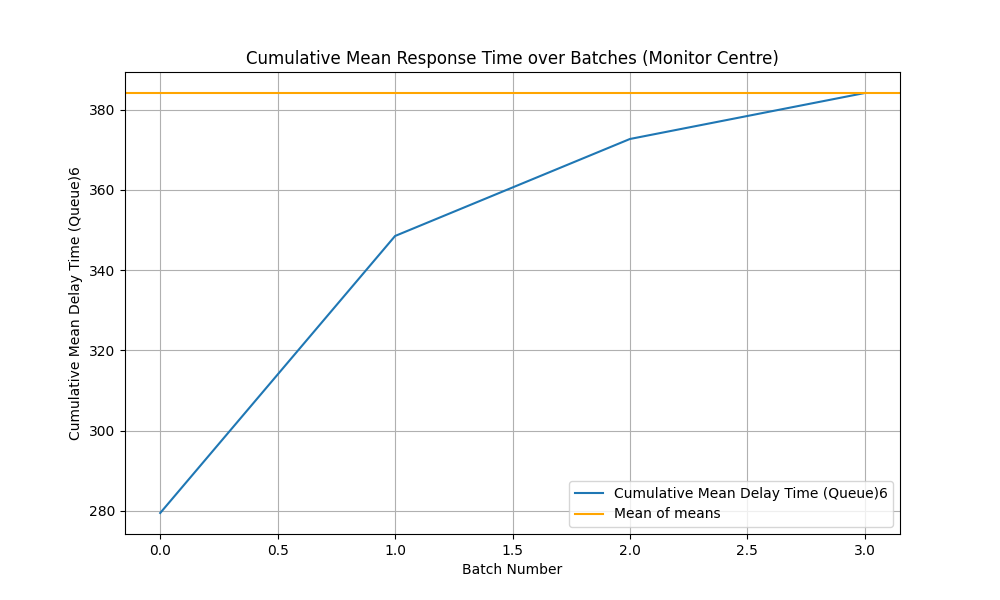 Cumulative Mean Response Time over Batches (Monitor Centre)
Cumulative Mean Delay Time (Queue)6
380
360
340
320
300
280
0.0 0.5 1.0 1.5 2.0 2.5 3.0
Batch Number
Cumulative Mean Delay Time (Queue)6
Mean of means